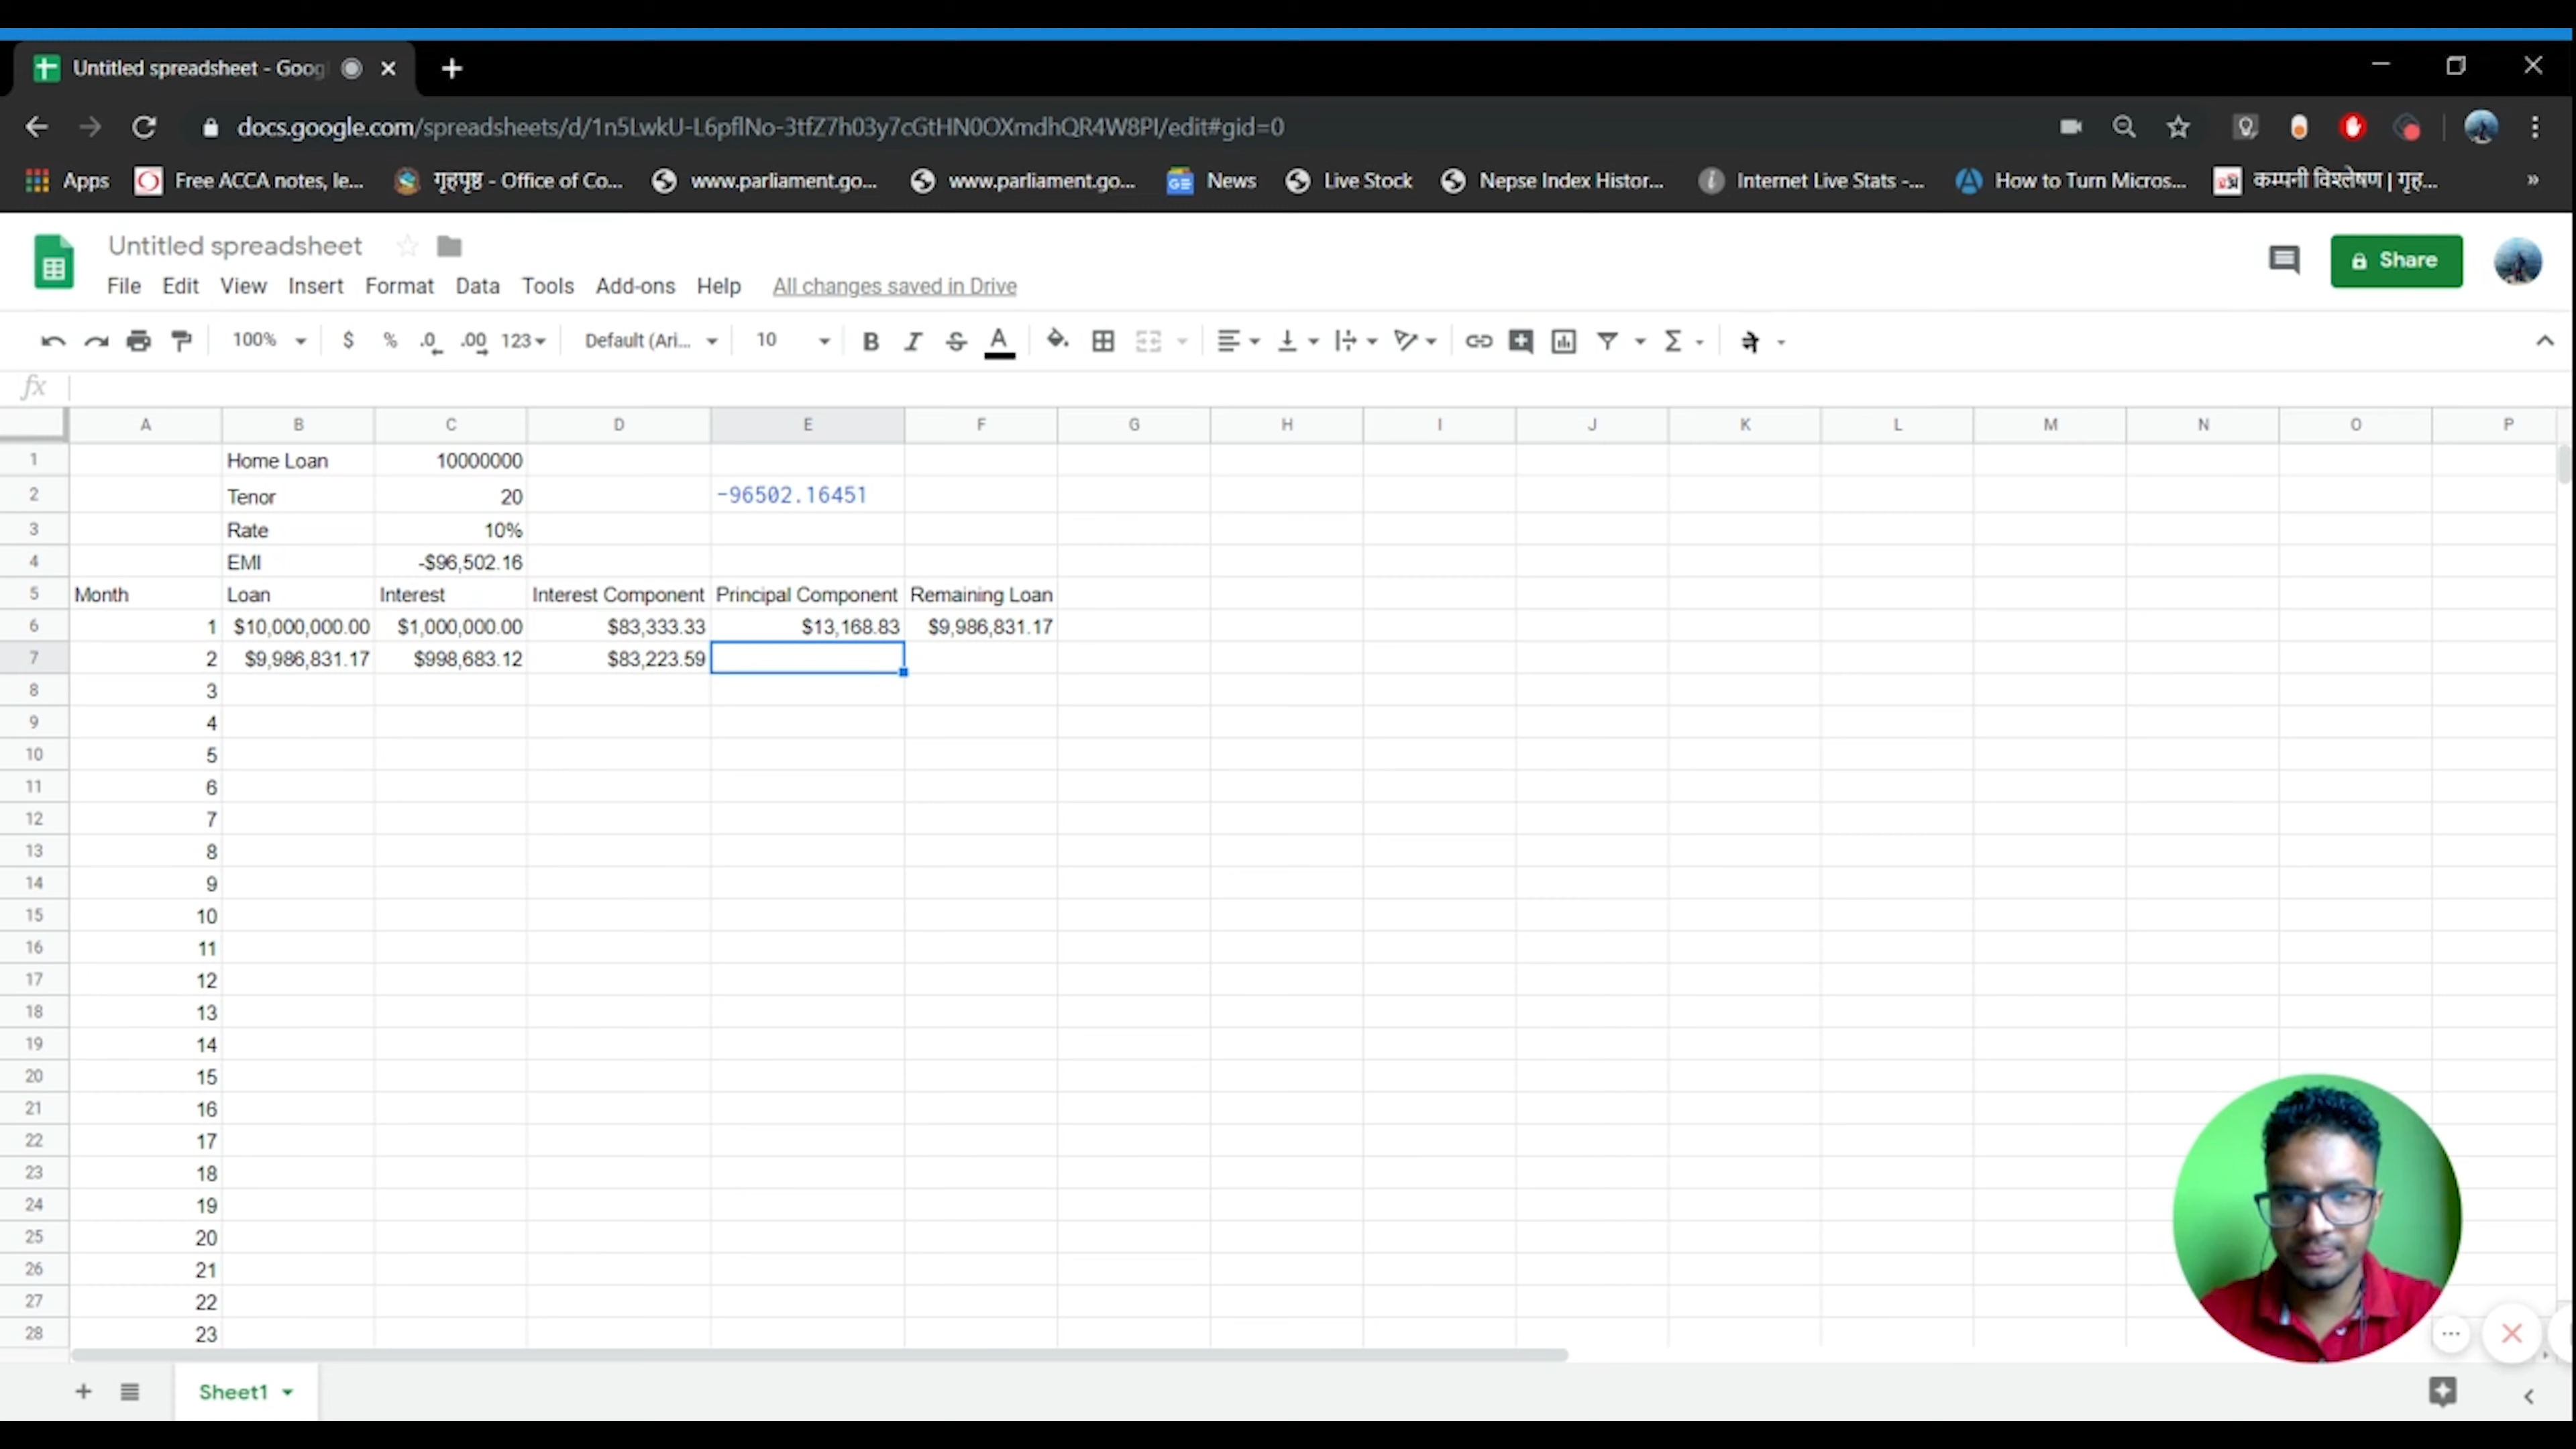 Untitled spreadsheet - Goog
docs.google.com/spreadsheets/d/1n5LwkU-L6pflNo-3tfZ7h03y7cGtHN0OXmdhQR4W8PI/edit#gid=0
Apps Free ACCA notes, le... गृहपृष्ठ - Office of Co... www.parliament.go... www.parliament.go... News Live Stock Nepse Index Histor... Internet Live Stats -... How to Turn Micros... कम्पनी विश्लेषण | गृह... »
Untitled spreadsheet
File Edit View Insert Format Data Tools Add-ons Help All changes saved in Drive
Share
100% $ % .0 .00 123 Default (Ari... 10 B I S A Σ ने
fx
A B C D E F G H I J K L M N O P
1 Home Loan 10000000
2 Tenor 20 -96502.16451
3 Rate 10%
4 EMI -$96,502.16
5 Month Loan Interest Interest Component Principal Component Remaining Loan
6 1 $10,000,000.00 $1,000,000.00 $83,333.33 $13,168.83 $9,986,831.17
7 2 $9,986,831.17 $998,683.12 $83,223.59
8 3
9 4
10 5
11 6
12 7
13 8
14 9
15 10
16 11
17 12
18 13
19 14
20 15
21 16
22 17
23 18
24 19
25 20
26 21
27 22
28 23
Sheet1